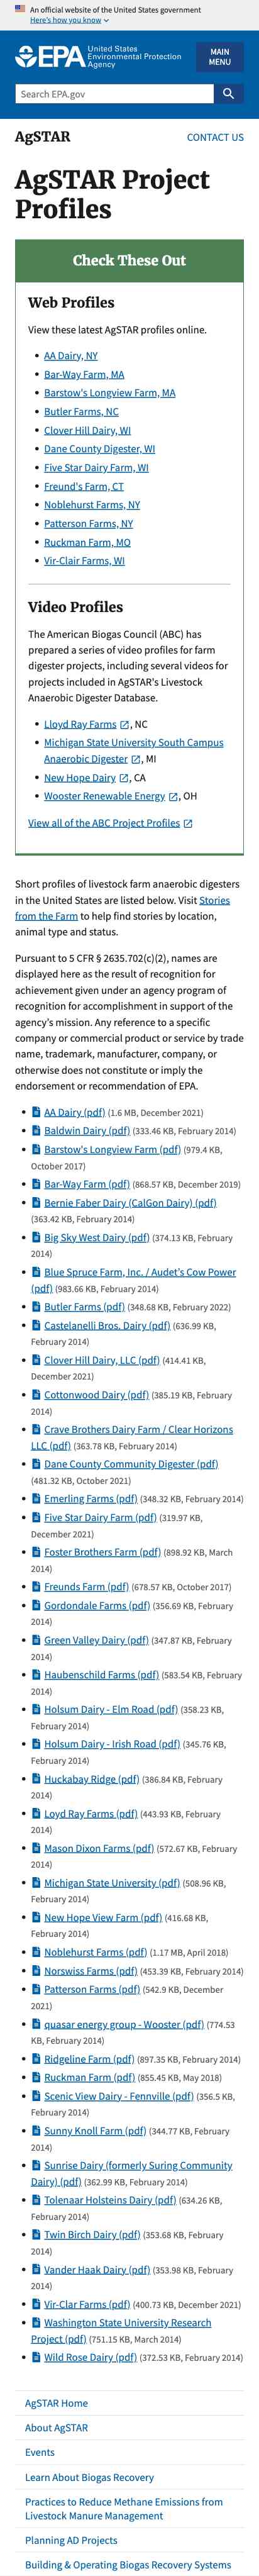 An official website of the United States government
Here's how you know
EPA United States
Environmental Protection
Agency
MAIN
MENU
Search EPA.gov
AgSTAR
CONTACT US
AgSTAR Project
Profiles
Check These Out
Web Profiles
View these latest AgSTAR profiles online.
AA Dairy, NY
Bar-Way Farm, MA
Barstow's Longview Farm, MA
Butler Farms, NC
Clover Hill Dairy, WI
Dane County Digester, WI
Five Star Dairy Farm, WI
Freund's Farm, CT
Noblehurst Farms, NY
Patterson Farms, NY
Ruckman Farm, MO
Vir-Clair Farms, WI
Video Profiles
The American Biogas Council (ABC) has
prepared a series of video profiles for farm
digester projects, including several videos for
projects included in AgSTAR's Livestock
Anaerobic Digester Database.
Lloyd Ray Farms, NC
Michigan State University South Campus
Anaerobic Digester, MI
New Hope Dairy, CA
Wooster Renewable Energy, OH
View all of the ABC Project Profiles
Short profiles of livestock farm anaerobic digesters
in the United States are listed below. Visit Stories
from the Farm to help find stories by location,
animal type and status.
Pursuant to 5 CFR § 2635.702(c)(2), names are
displayed here as the result of recognition for
achievement given under an agency program of
recognition for accomplishment in support of the
agency's mission. Any reference to a specific
company or commercial product or service by trade
name, trademark, manufacturer, company, or
otherwise does not constitute or imply the
endorsement or recommendation of EPA.
AA Dairy (pdf) (1.6 MB, December 2021)
Baldwin Dairy (pdf) (333.46 KB, February 2014)
Barstow's Longview Farm (pdf) (979.4 KB,
October 2017)
Bar-Way Farm (pdf) (868.57 KB, December 2019)
Bernie Faber Dairy (CalGon Dairy) (pdf)
(363.42 KB, February 2014)
Big Sky West Dairy (pdf) (374.13 KB, February
2014)
Blue Spruce Farm, Inc. / Audet's Cow Power
(pdf) (983.66 KB, February 2014)
Butler Farms (pdf) (348.68 KB, February 2022)
Castelanelli Bros. Dairy (pdf) (636.99 KB,
February 2014)
Clover Hill Dairy, LLC (pdf) (414.41 KB,
December 2021)
Cottonwood Dairy (pdf) (385.19 KB, February
2014)
Crave Brothers Dairy Farm / Clear Horizons
LLC (pdf) (363.78 KB, February 2014)
Dane County Community Digester (pdf)
(481.32 KB, October 2021)
Emerling Farms (pdf) (348.32 KB, February 2014)
Five Star Dairy Farm (pdf) (319.97 KB,
December 2021)
Foster Brothers Farm (pdf) (898.92 KB, March
2014)
Freunds Farm (pdf) (678.57 KB, October 2017)
Gordondale Farms (pdf) (356.69 KB, February
2014)
Green Valley Dairy (pdf) (347.87 KB, February
2014)
Haubenschild Farms (pdf) (583.54 KB, February
2014)
Holsum Dairy - Elm Road (pdf) (358.23 KB,
February 2014)
Holsum Dairy - Irish Road (pdf) (345.76 KB,
February 2014)
Huckabay Ridge (pdf) (386.84 KB, February
2014)
Loyd Ray Farms (pdf) (443.93 KB, February
2014)
Mason Dixon Farms (pdf) (572.67 KB, February
2014)
Michigan State University (pdf) (508.96 KB,
February 2014)
New Hope View Farm (pdf) (416.68 KB,
February 2014)
Noblehurst Farms (pdf) (1.17 MB, April 2018)
Norswiss Farms (pdf) (453.39 KB, February 2014)
Patterson Farms (pdf) (542.9 KB, December
2021)
quasar energy group - Wooster (pdf) (774.53
KB, February 2014)
Ridgeline Farm (pdf) (897.35 KB, February 2014)
Ruckman Farm (pdf) (855.45 KB, May 2018)
Scenic View Dairy - Fennville (pdf) (356.5 KB,
February 2014)
Sunny Knoll Farm (pdf) (344.77 KB, February
2014)
Sunrise Dairy (formerly Suring Community
Dairy) (pdf) (362.99 KB, February 2014)
Tolenaar Holsteins Dairy (pdf) (634.26 KB,
February 2014)
Twin Birch Dairy (pdf) (353.68 KB, February
2014)
Vander Haak Dairy (pdf) (353.98 KB, February
2014)
Vir-Clar Farms (pdf) (400.73 KB, December 2021)
Washington State University Research
Project (pdf) (751.15 KB, March 2014)
Wild Rose Dairy (pdf) (372.53 KB, February 2014)
AgSTAR Home
About AgSTAR
Events
Learn About Biogas Recovery
Practices to Reduce Methane Emissions from
Livestock Manure Management
Planning AD Projects
Building & Operating Biogas Recovery Systems